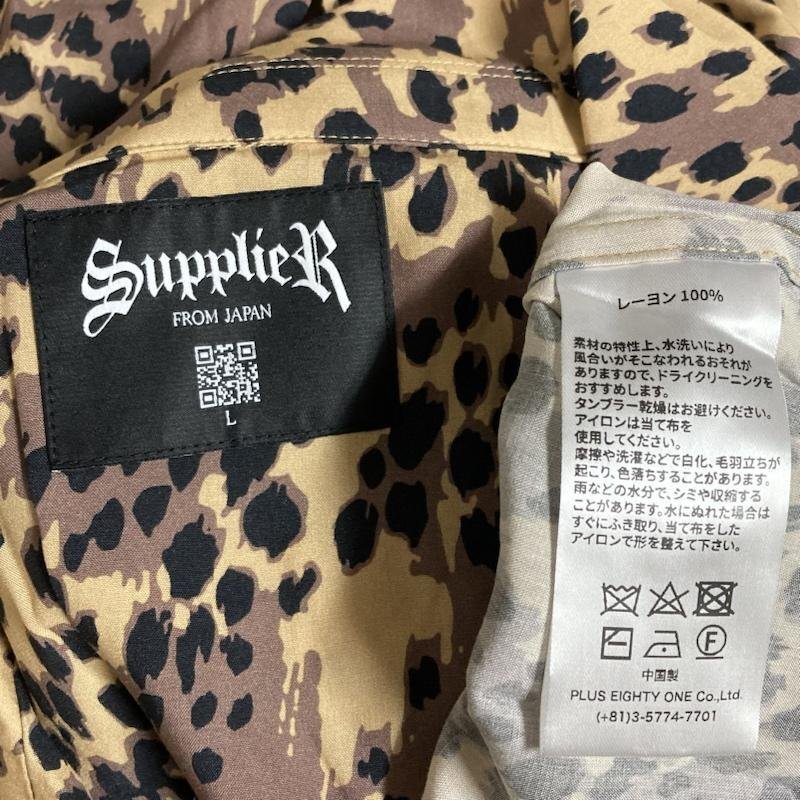 SupplieR
FROM JAPAN
L
レーヨン 100%
素材の特性上、水洗いにより
風合いがそこなわれるおそれが
ありますので、ドライクリーニングを
おすすめします。
タンブラー乾燥はお避けください。
アイロンは当て布を
使用してください。
摩擦や洗濯などで白化、毛羽立ちが
起こり、色落ちすることがあります。
雨などの水分で、シミや収縮する
ことがあります。水にぬれた場合は
すぐにふき取り、当て布をした
アイロンで形を整えて下さい。
F
中国製
PLUS EIGHTY ONE Co.,Ltd.
(+81)3-5774-7701